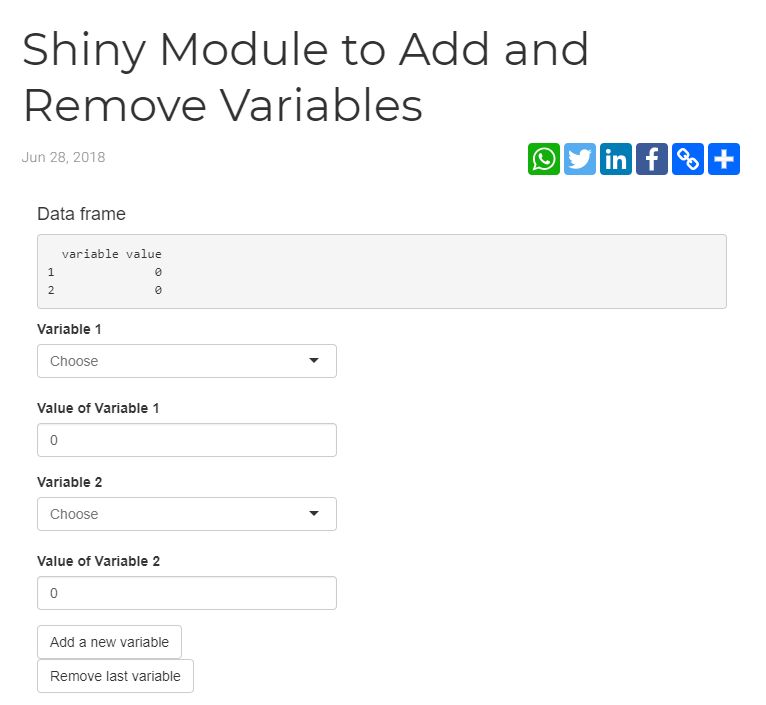 Shiny Module to Add and
Remove Variables
Jun 28, 2018
Data frame
variable value
1 0
2 0
Variable 1
Choose
Value of Variable 1
0
Variable 2
Choose
Value of Variable 2
0
Add a new variable
Remove last variable